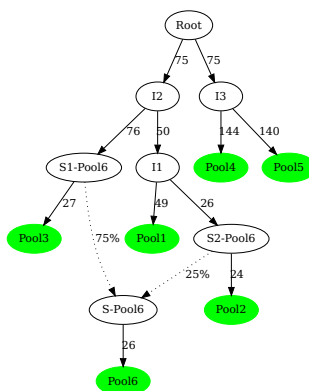 Root
75 75
I2 I3
76 50 144 140
S1-Pool6 I1 Pool4 Pool5
27 49 26
Pool3 75% Pool1 S2-Pool6
25% 24
S-Pool6 Pool2
26
Pool6